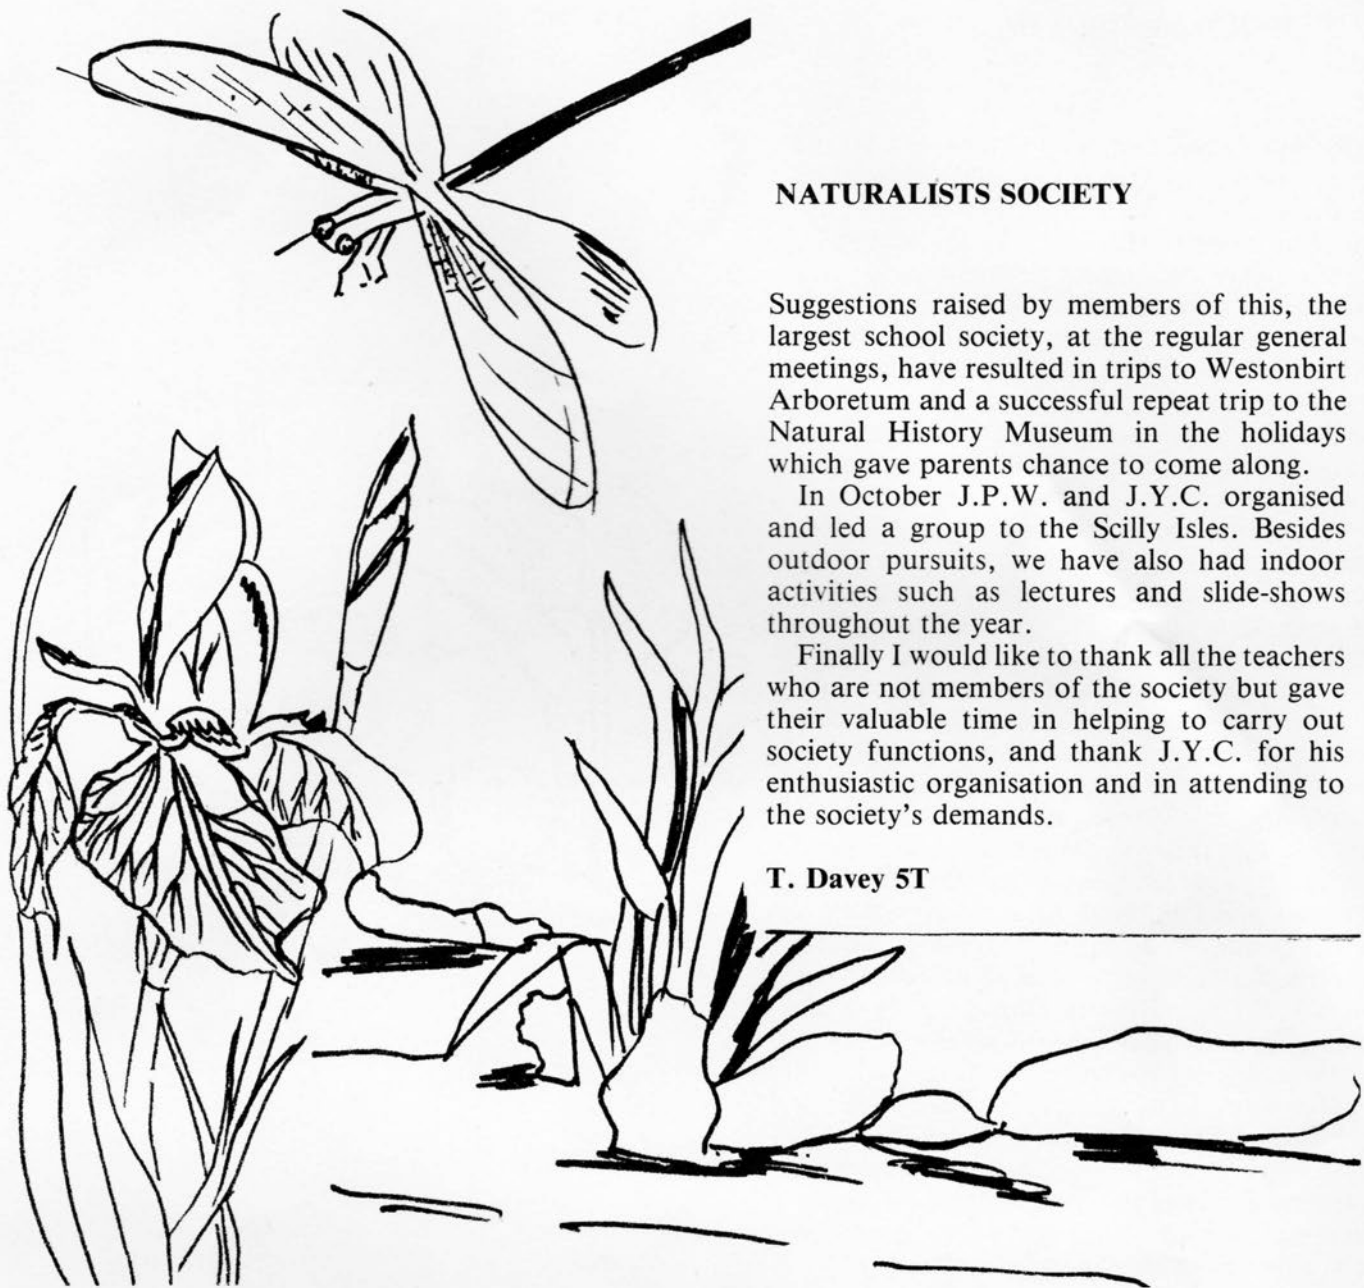 NATURALISTS SOCIETY
Suggestions raised by members of this, the
largest school society, at the regular general
meetings, have resulted in trips to Westonbirt
Arboretum and a successful repeat trip to the
Natural History Museum in the holidays
which gave parents chance to come along.
In October J.P.W. and J.Y.C. organised
and led a group to the Scilly Isles. Besides
outdoor pursuits, we have also had indoor
activities such as lectures and slide-shows
throughout the year.
Finally I would like to thank all the teachers
who are not members of the society but gave
their valuable time in helping to carry out
society functions, and thank J.Y.C. for his
enthusiastic organisation and in attending to
the society's demands.
T. Davey 5T